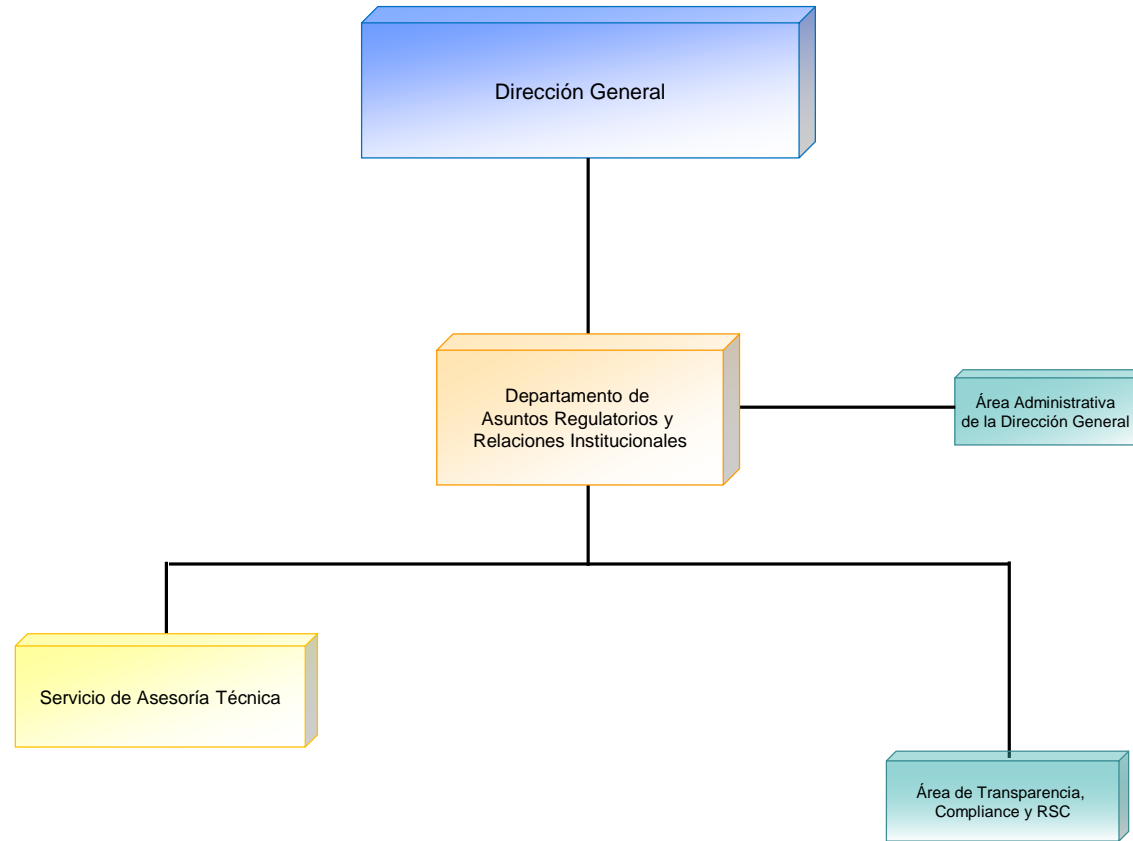 Dirección General
Departamento de
Asuntos Regulatorios y
Relaciones Institucionales
Área Administrativa
de la Dirección General
Servicio de Asesoría Técnica
Área de Transparencia,
Compliance y RSC